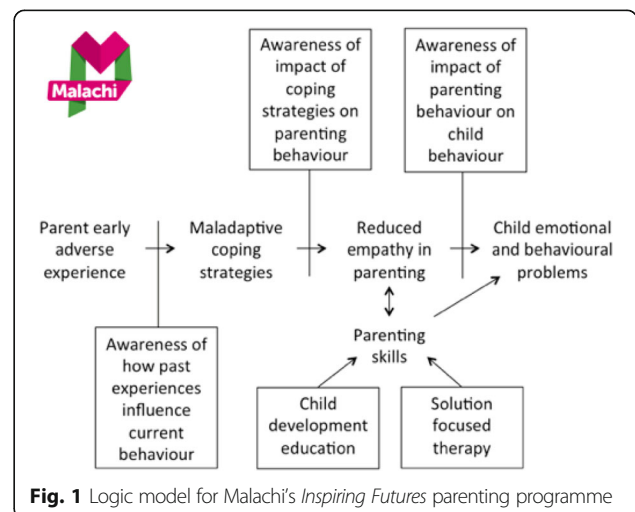 Malachi
Awareness of
impact of
coping
strategies on
parenting
behaviour
Awareness of
impact of
parenting
behaviour on
child
behaviour
Parent early
adverse
experience
Maladaptive
coping
strategies
Reduced
empathy in
parenting
Child emotional
and behavioural
problems
Parenting
skills
Awareness of
how past
experiences
influence
current
behaviour
Child
development
education
Solution
focused
therapy
Fig. 1 Logic model for Malachi's Inspiring Futures parenting programme